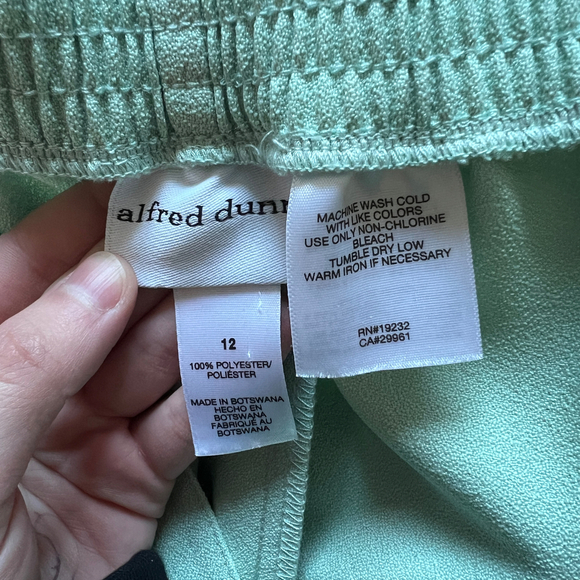 alfred dunn
MACHINE WASH COLD
WITH LIKE COLORS
USE ONLY NON-CHLORINE
BLEACH
TUMBLE DRY LOW
WARM IRON IF NECESSARY
RN#19232
CA#29961
12
100% POLYESTER/
POLIÉSTER
MADE IN BOTSWANA
HECHO EN
BOTSWANA
FABRIQUÉ AU
BOTSWANA